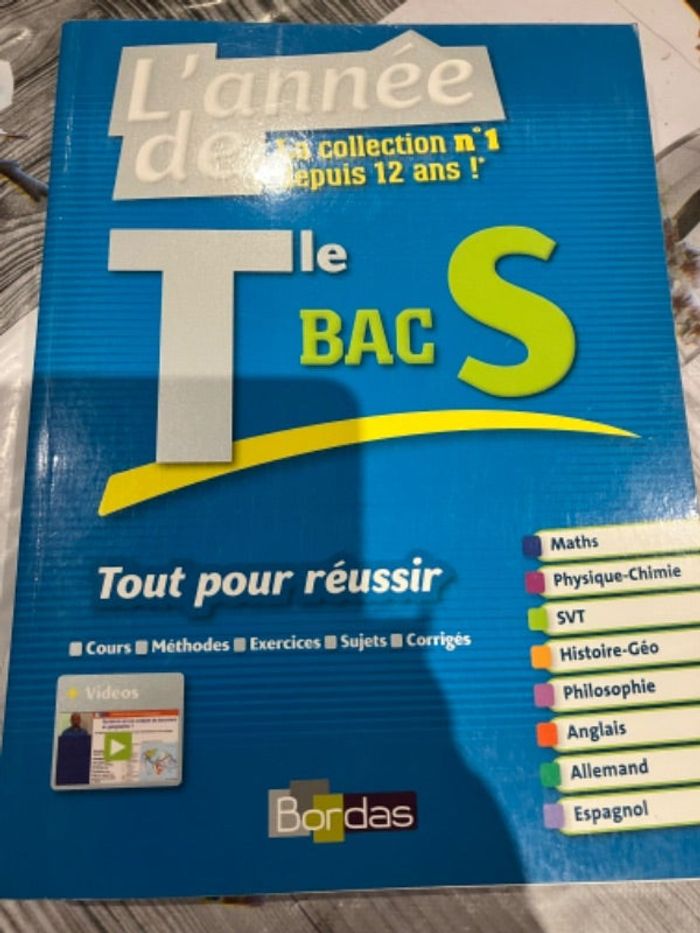 L'année
de
La collection n°1
depuis 12 ans !*
Tle
BAC S
Tout pour réussir
Cours Méthodes Exercices Sujets Corrigés
+ Vidéos
Maths
Physique-Chimie
SVT
Histoire-Géo
Philosophie
Anglais
Allemand
Espagnol
Bordas